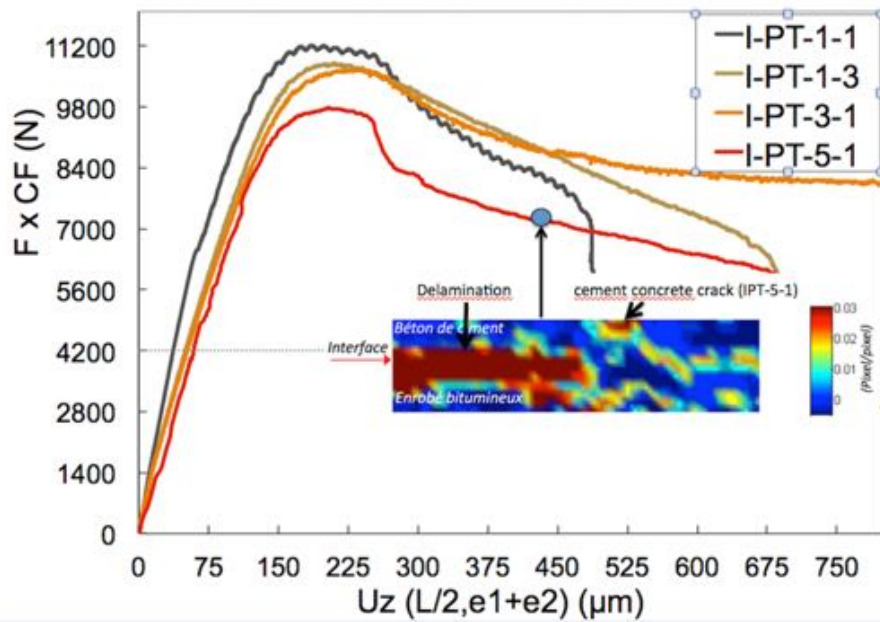 11200
9800
8400
7000
5600
4200
2800
1400
0
F x CF (N)
I-PT-1-1
I-PT-1-3
I-PT-3-1
I-PT-5-1
Delamination
cement concrete crack (IPT-5-1)
Béton de ciment
Interface
Enrobé bitumineux
0.03
0.02
0.01
0
(Pixel/pixel)
0 75 150 225 300 375 450 525 600 675 750
Uz (L/2,e1+e2) (µm)